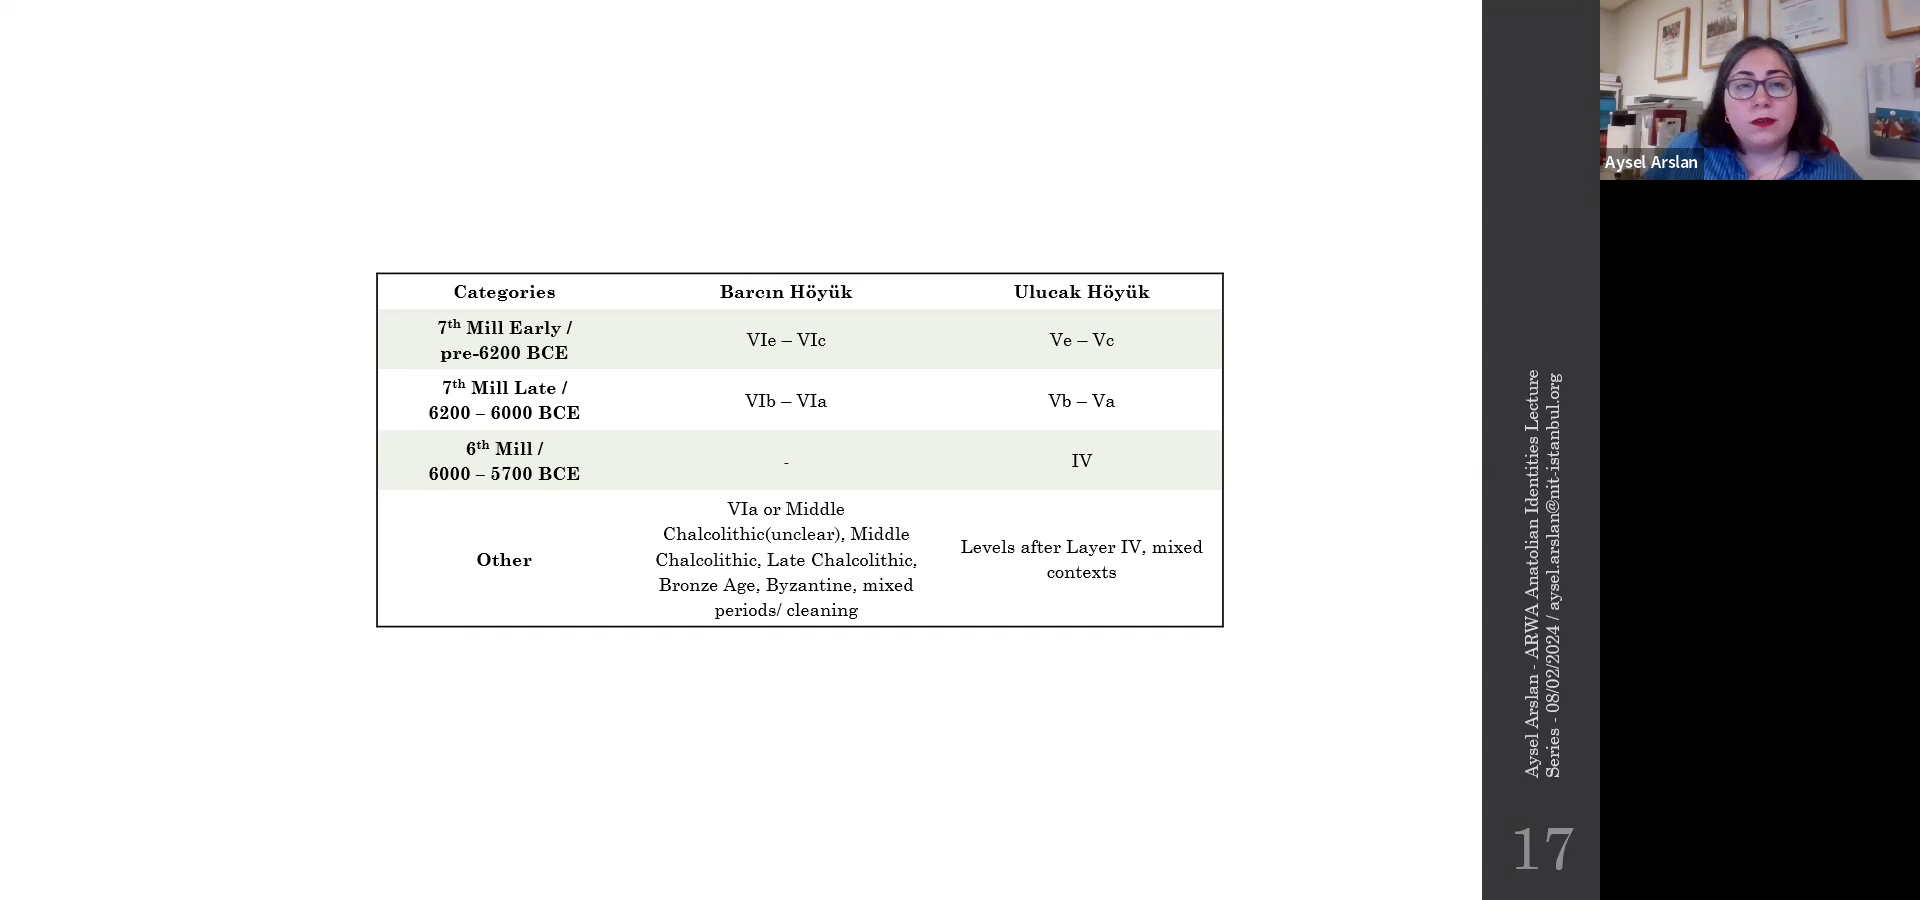 Categories
Barcın Höyük
Ulucak Höyük
7th Mill Early /
pre-6200 BCE
VIe – VIc
Ve – Vc
7th Mill Late /
6200 – 6000 BCE
VIb – VIa
Vb – Va
6th Mill /
6000 – 5700 BCE
-
IV
Other
VIa or Middle
Chalcolithic(unclear), Middle
Chalcolithic, Late Chalcolithic,
Bronze Age, Byzantine, mixed
periods/ cleaning
Levels after Layer IV, mixed
contexts
Aysel Arslan - ARWA Anatolian Identities Lecture
Series - 08/02/2024 / aysel.arslan@nit-istanbul.org
17
Aysel Arslan